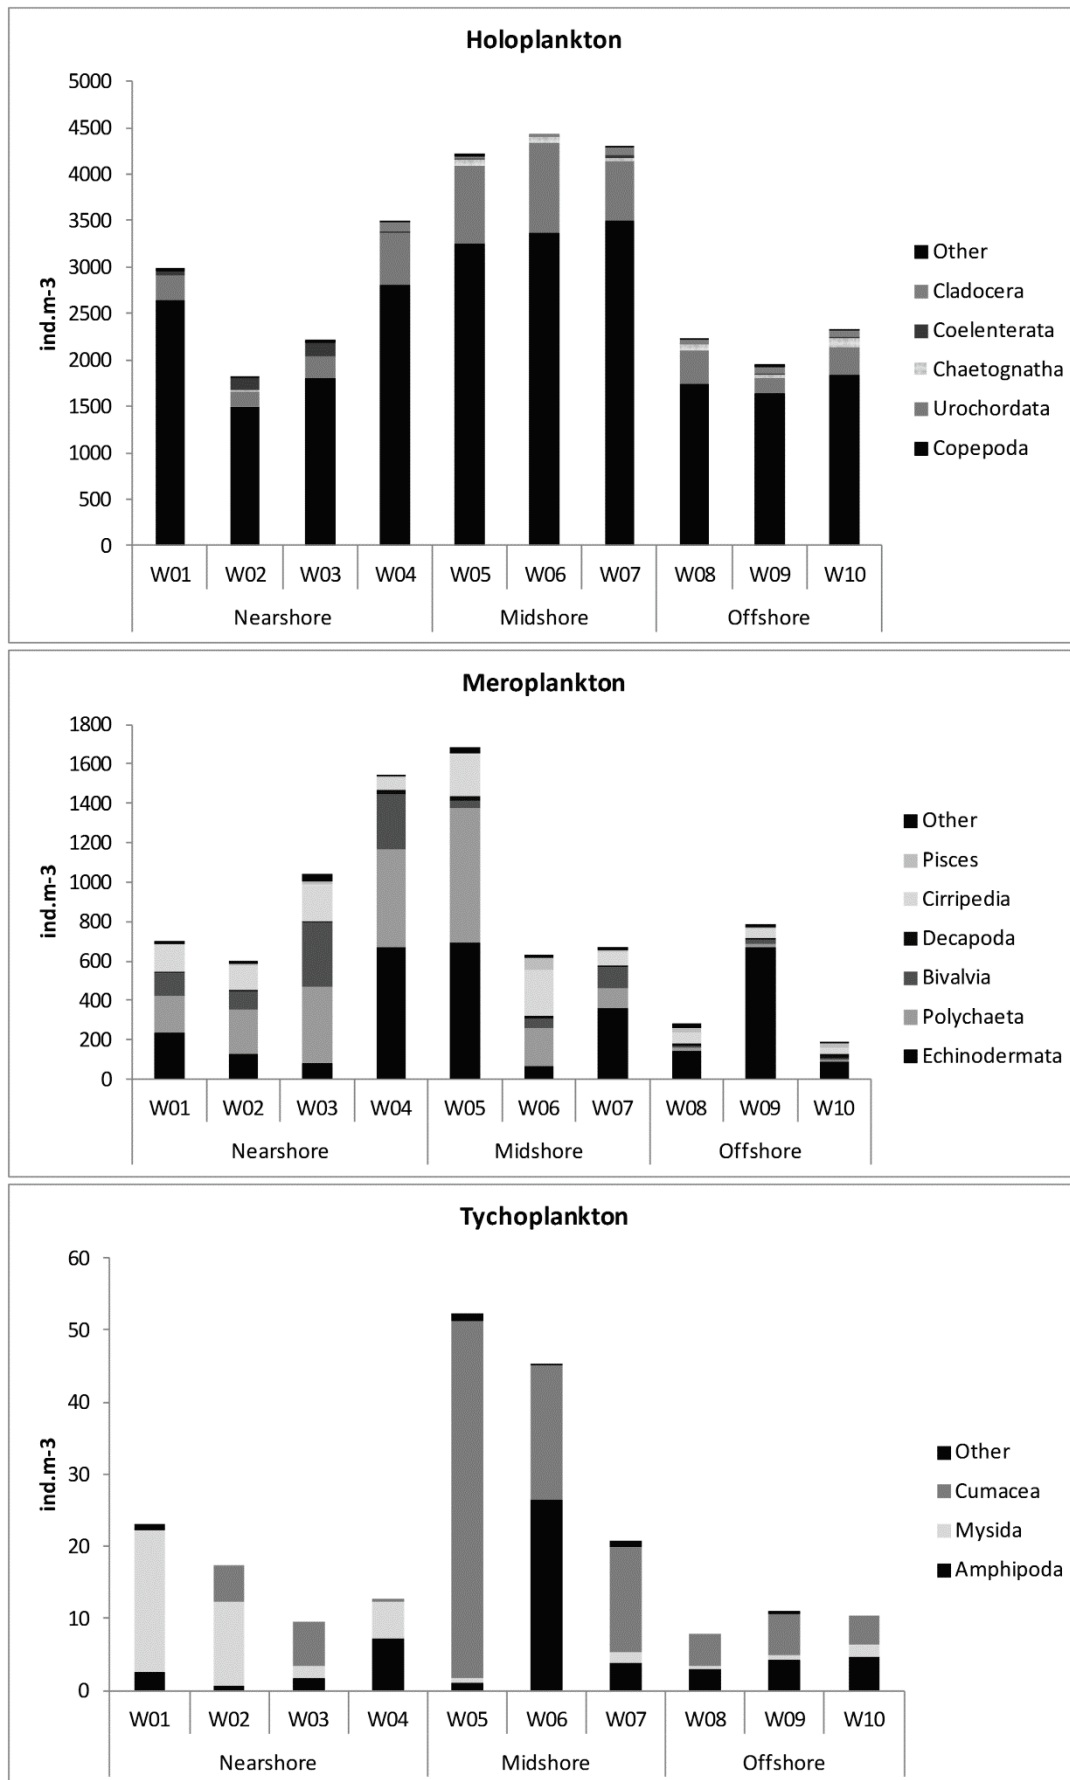 Holoplankton
5000
4500
4000
3500
3000
2500
2000
1500
1000
500
0
ind.m-3
W01 W02 W03 W04 W05 W06 W07 W08 W09 W10
Nearshore Midshore Offshore
Other
Cladocera
Coelenterata
Chaetognatha
Urochordata
Copepoda
Meroplankton
1800
1600
1400
1200
1000
800
600
400
200
0
ind.m-3
W01 W02 W03 W04 W05 W06 W07 W08 W09 W10
Nearshore Midshore Offshore
Other
Pisces
Cirripedia
Decapoda
Bivalvia
Polychaeta
Echinodermata
Tychoplankton
60
50
40
30
20
10
0
ind.m-3
W01 W02 W03 W04 W05 W06 W07 W08 W09 W10
Nearshore Midshore Offshore
Other
Cumacea
Mysida
Amphipoda